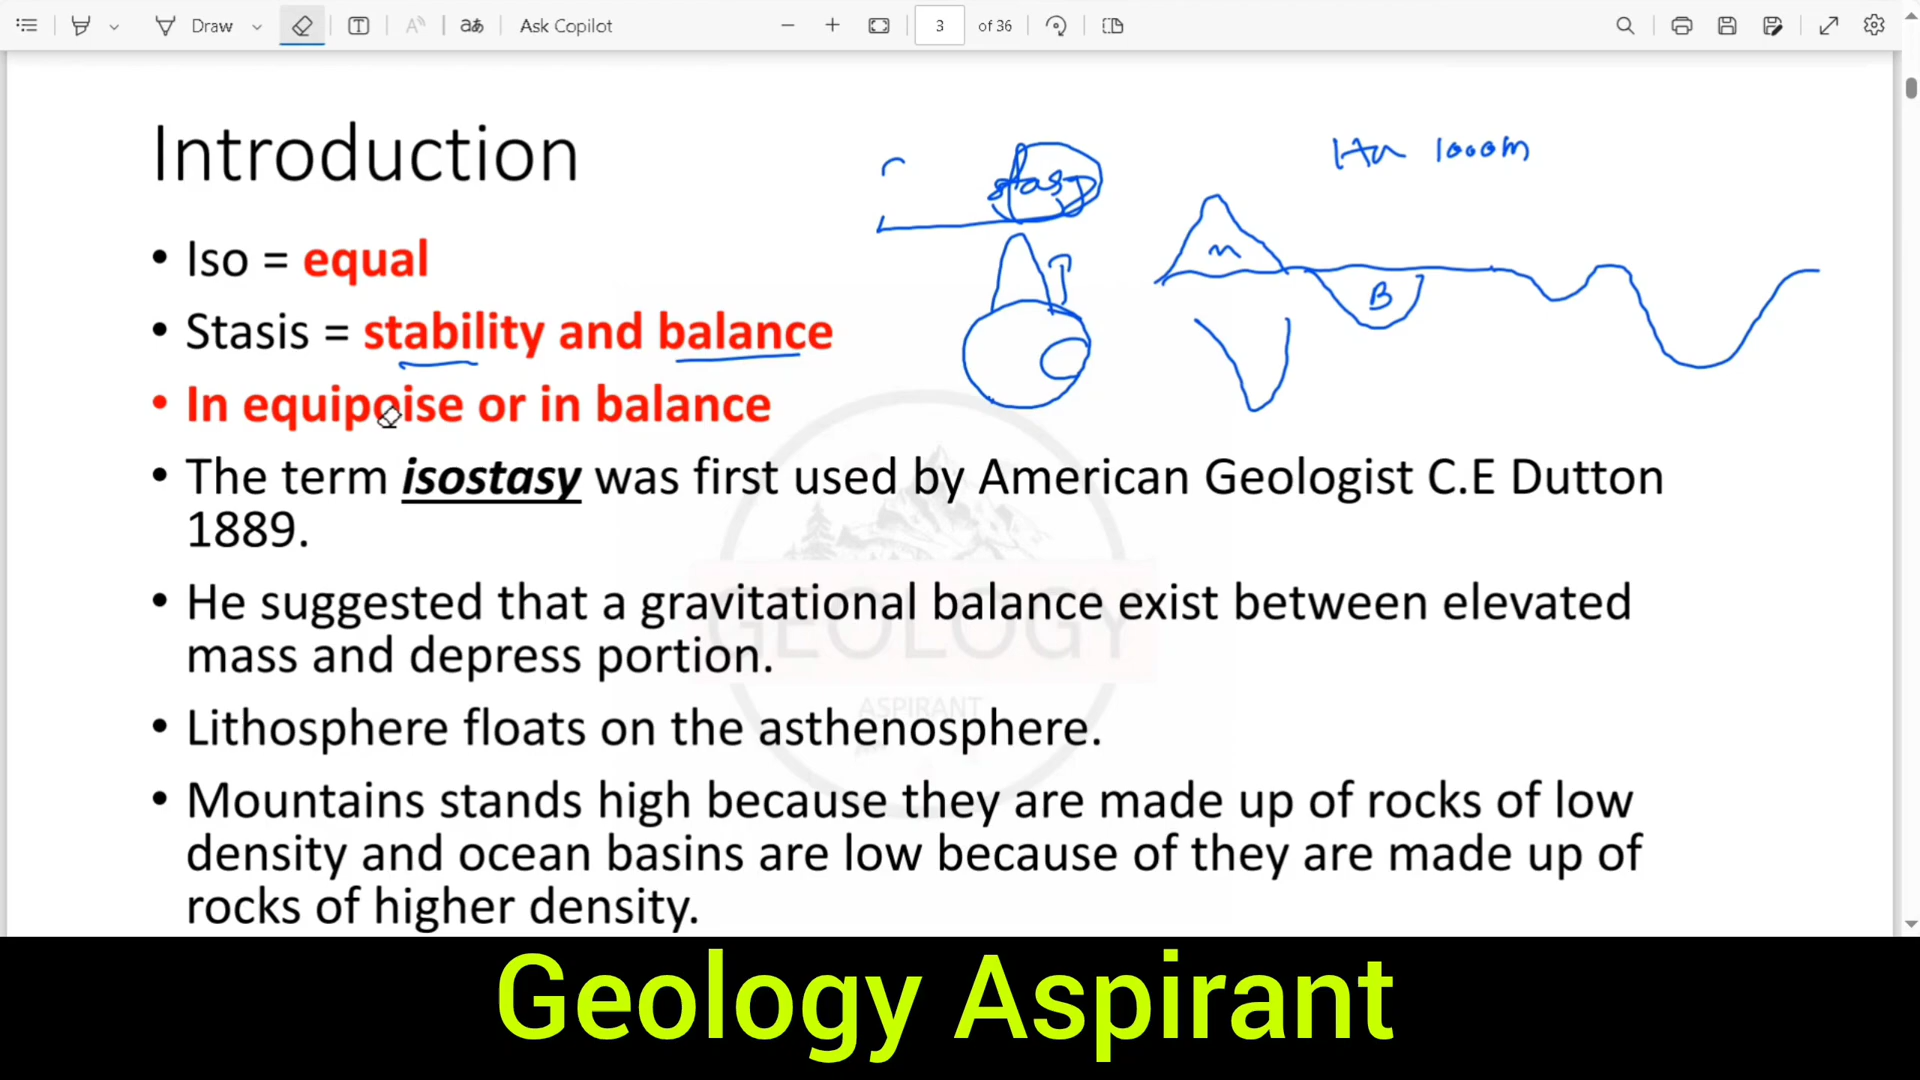 Draw
Ask Copilot
3 of 36
Introduction
• Iso = equal
• Stasis = stability and balance
• In equipoise or in balance
• The term isostasy was first used by American Geologist C.E Dutton
1889.
• He suggested that a gravitational balance exist between elevated
mass and depress portion.
• Lithosphere floats on the asthenosphere.
• Mountains stands high because they are made up of rocks of low
density and ocean basins are low because of they are made up of
rocks of higher density.
1000m
m
B
GEOLOGY
ASPIRANT
Geology Aspirant